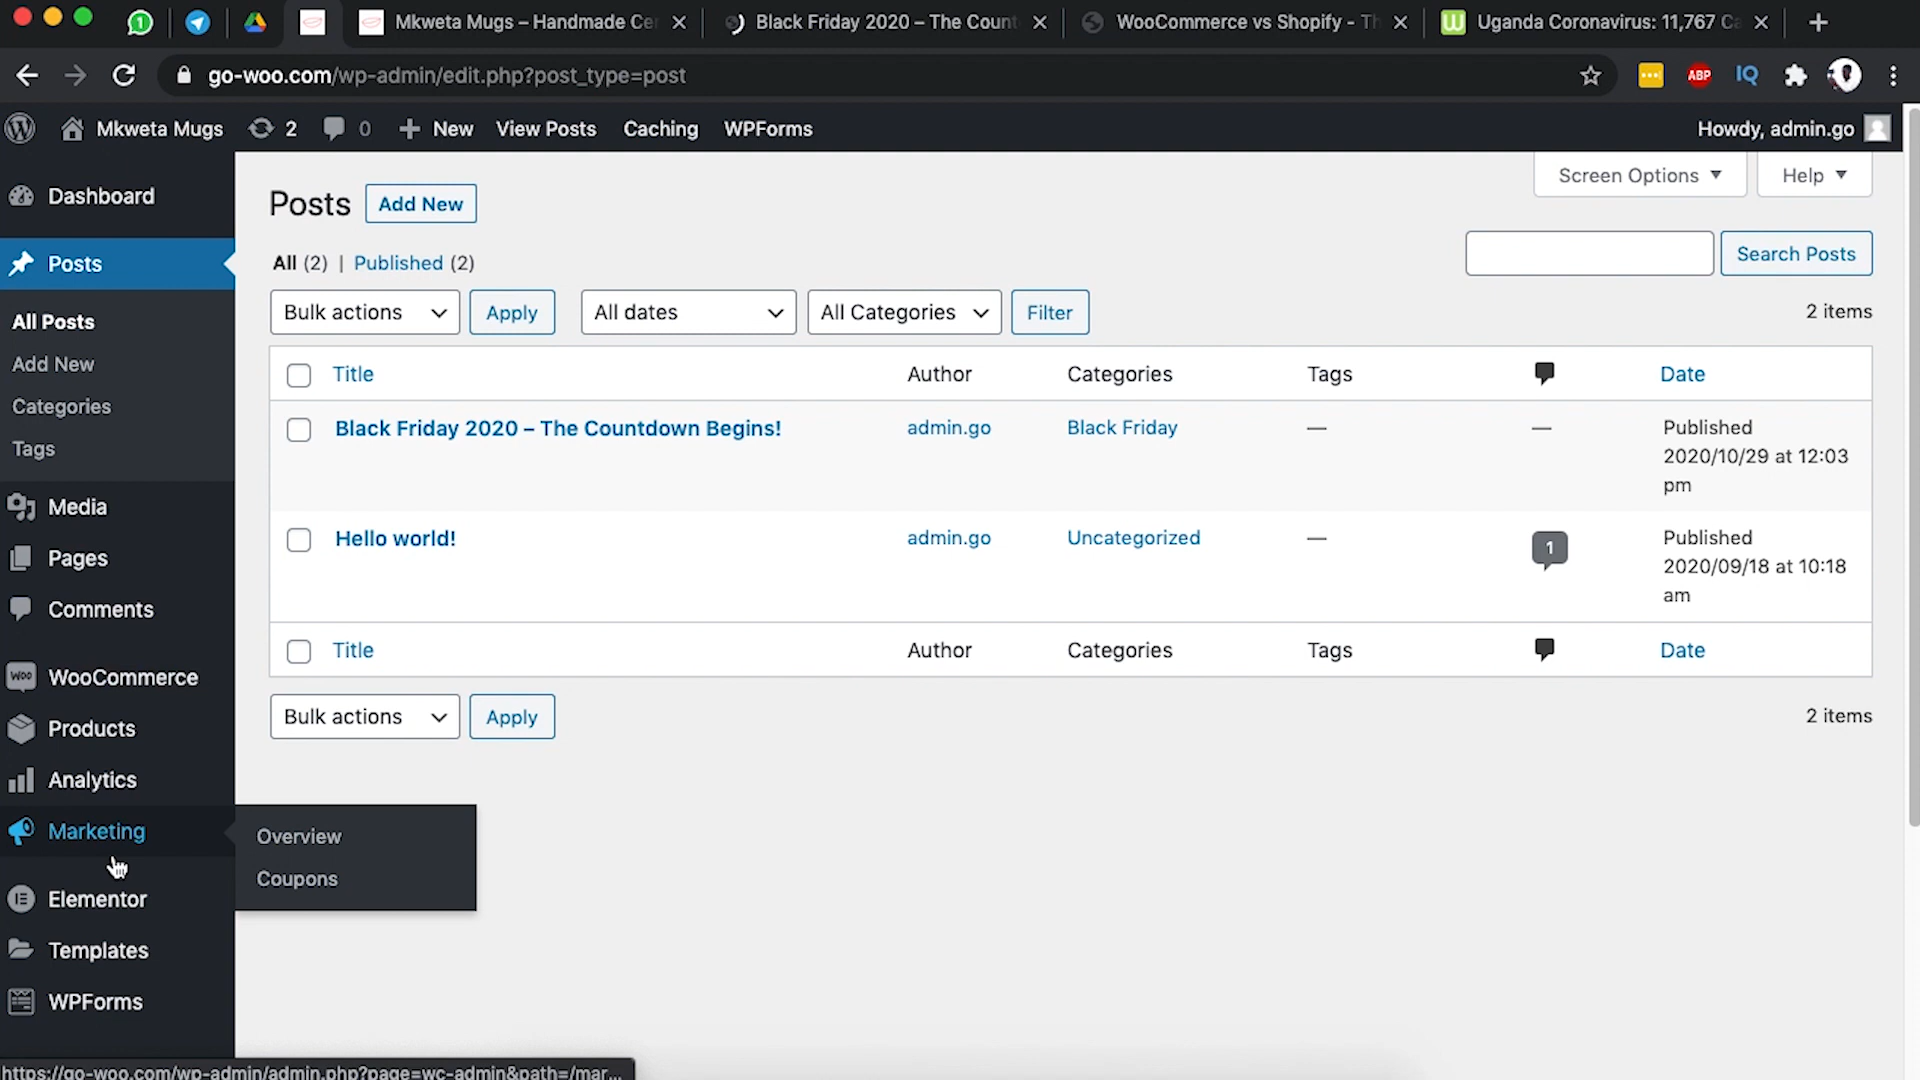 1
Mkweta Mugs – Handmade Cer
Black Friday 2020 – The Count
WooCommerce vs Shopify - Th
W Uganda Coronavirus: 11,767 Ca
go-woo.com/wp-admin/edit.php?post_type=post
ABP
IQ
Mkweta Mugs
2
0
New
View Posts
Caching
WPForms
Howdy, admin.go
Dashboard
Posts
All Posts
Add New
Categories
Tags
Media
Pages
Comments
WOO WooCommerce
Products
Analytics
Marketing
Elementor
Templates
WPForms
Overview
Coupons
Screen Options
Help
Posts
Add New
All (2) | Published (2)
Search Posts
Bulk actions
Apply
All dates
All Categories
Filter
2 items
Title Author Categories Tags Date
Black Friday 2020 – The Countdown Begins! admin.go Black Friday — — Published
2020/10/29 at 12:03
pm
Hello world! admin.go Uncategorized — 1 Published
2020/09/18 at 10:18
am
Title Author Categories Tags Date
Bulk actions
Apply
2 items
https://go-woo.com/wp-admin/admin.php?page=wc-admin&path=/mar...